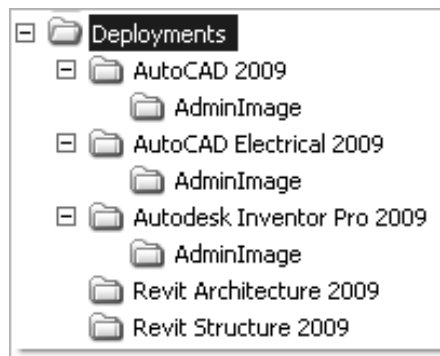 Deployments
AutoCAD 2009
AdminImage
AutoCAD Electrical 2009
AdminImage
Autodesk Inventor Pro 2009
AdminImage
Revit Architecture 2009
Revit Structure 2009